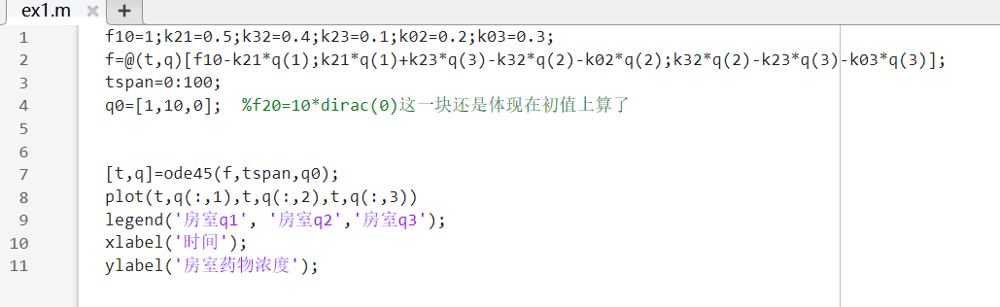 ex1.m × +
1 f10=1;k21=0.5;k32=0.4;k23=0.1;k02=0.2;k03=0.3;
2 f=@(t,q)[f10-k21*q(1);k21*q(1)+k23*q(3)-k32*q(2)-k02*q(2);k32*q(2)-k23*q(3)-k03*q(3)];
3 tspan=0:100;
4 q0=[1,10,0]; %f20=10*dirac(0)这一块还是体现在初值上算了
5
6
7 [t,q]=ode45(f,tspan,q0);
8 plot(t,q(:,1),t,q(:,2),t,q(:,3))
9 legend('房室q1', '房室q2','房室q3');
10 xlabel('时间');
11 ylabel('房室药物浓度');